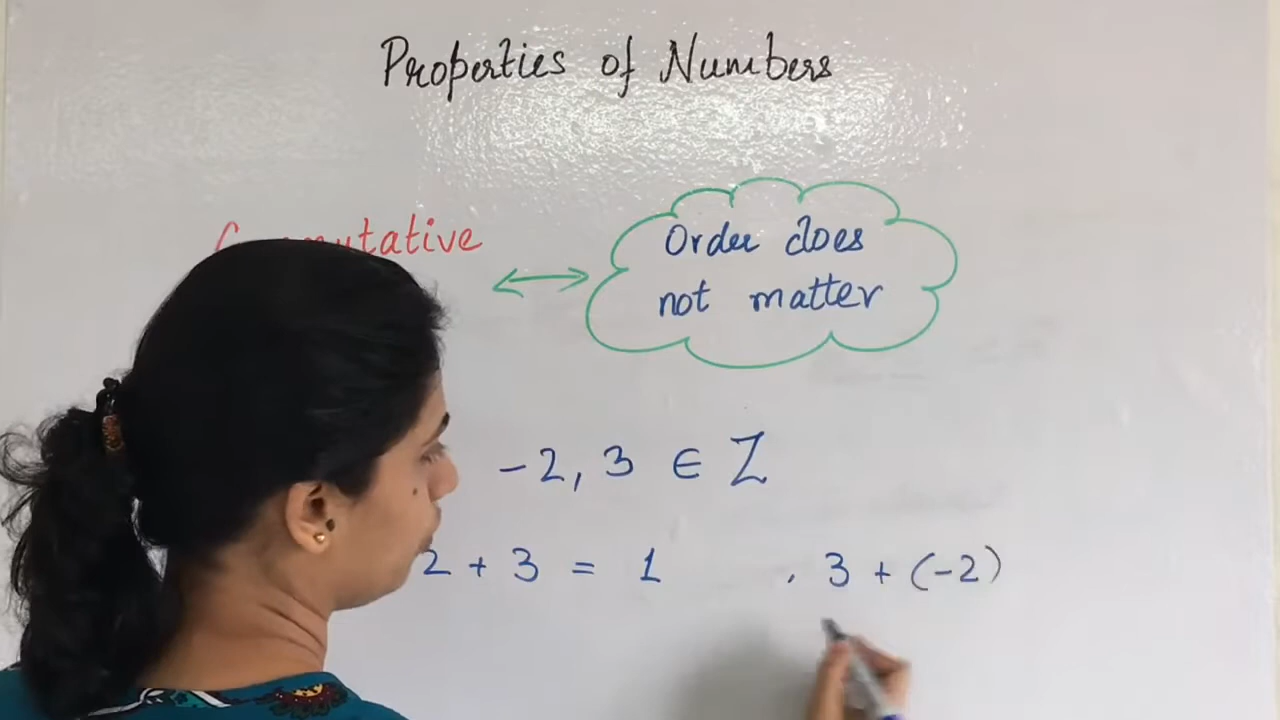 Properties of Numbers
Commutative
Order does
not matter
-2, 3 ∈ Z
2 + 3 = 1 , 3 + (-2)